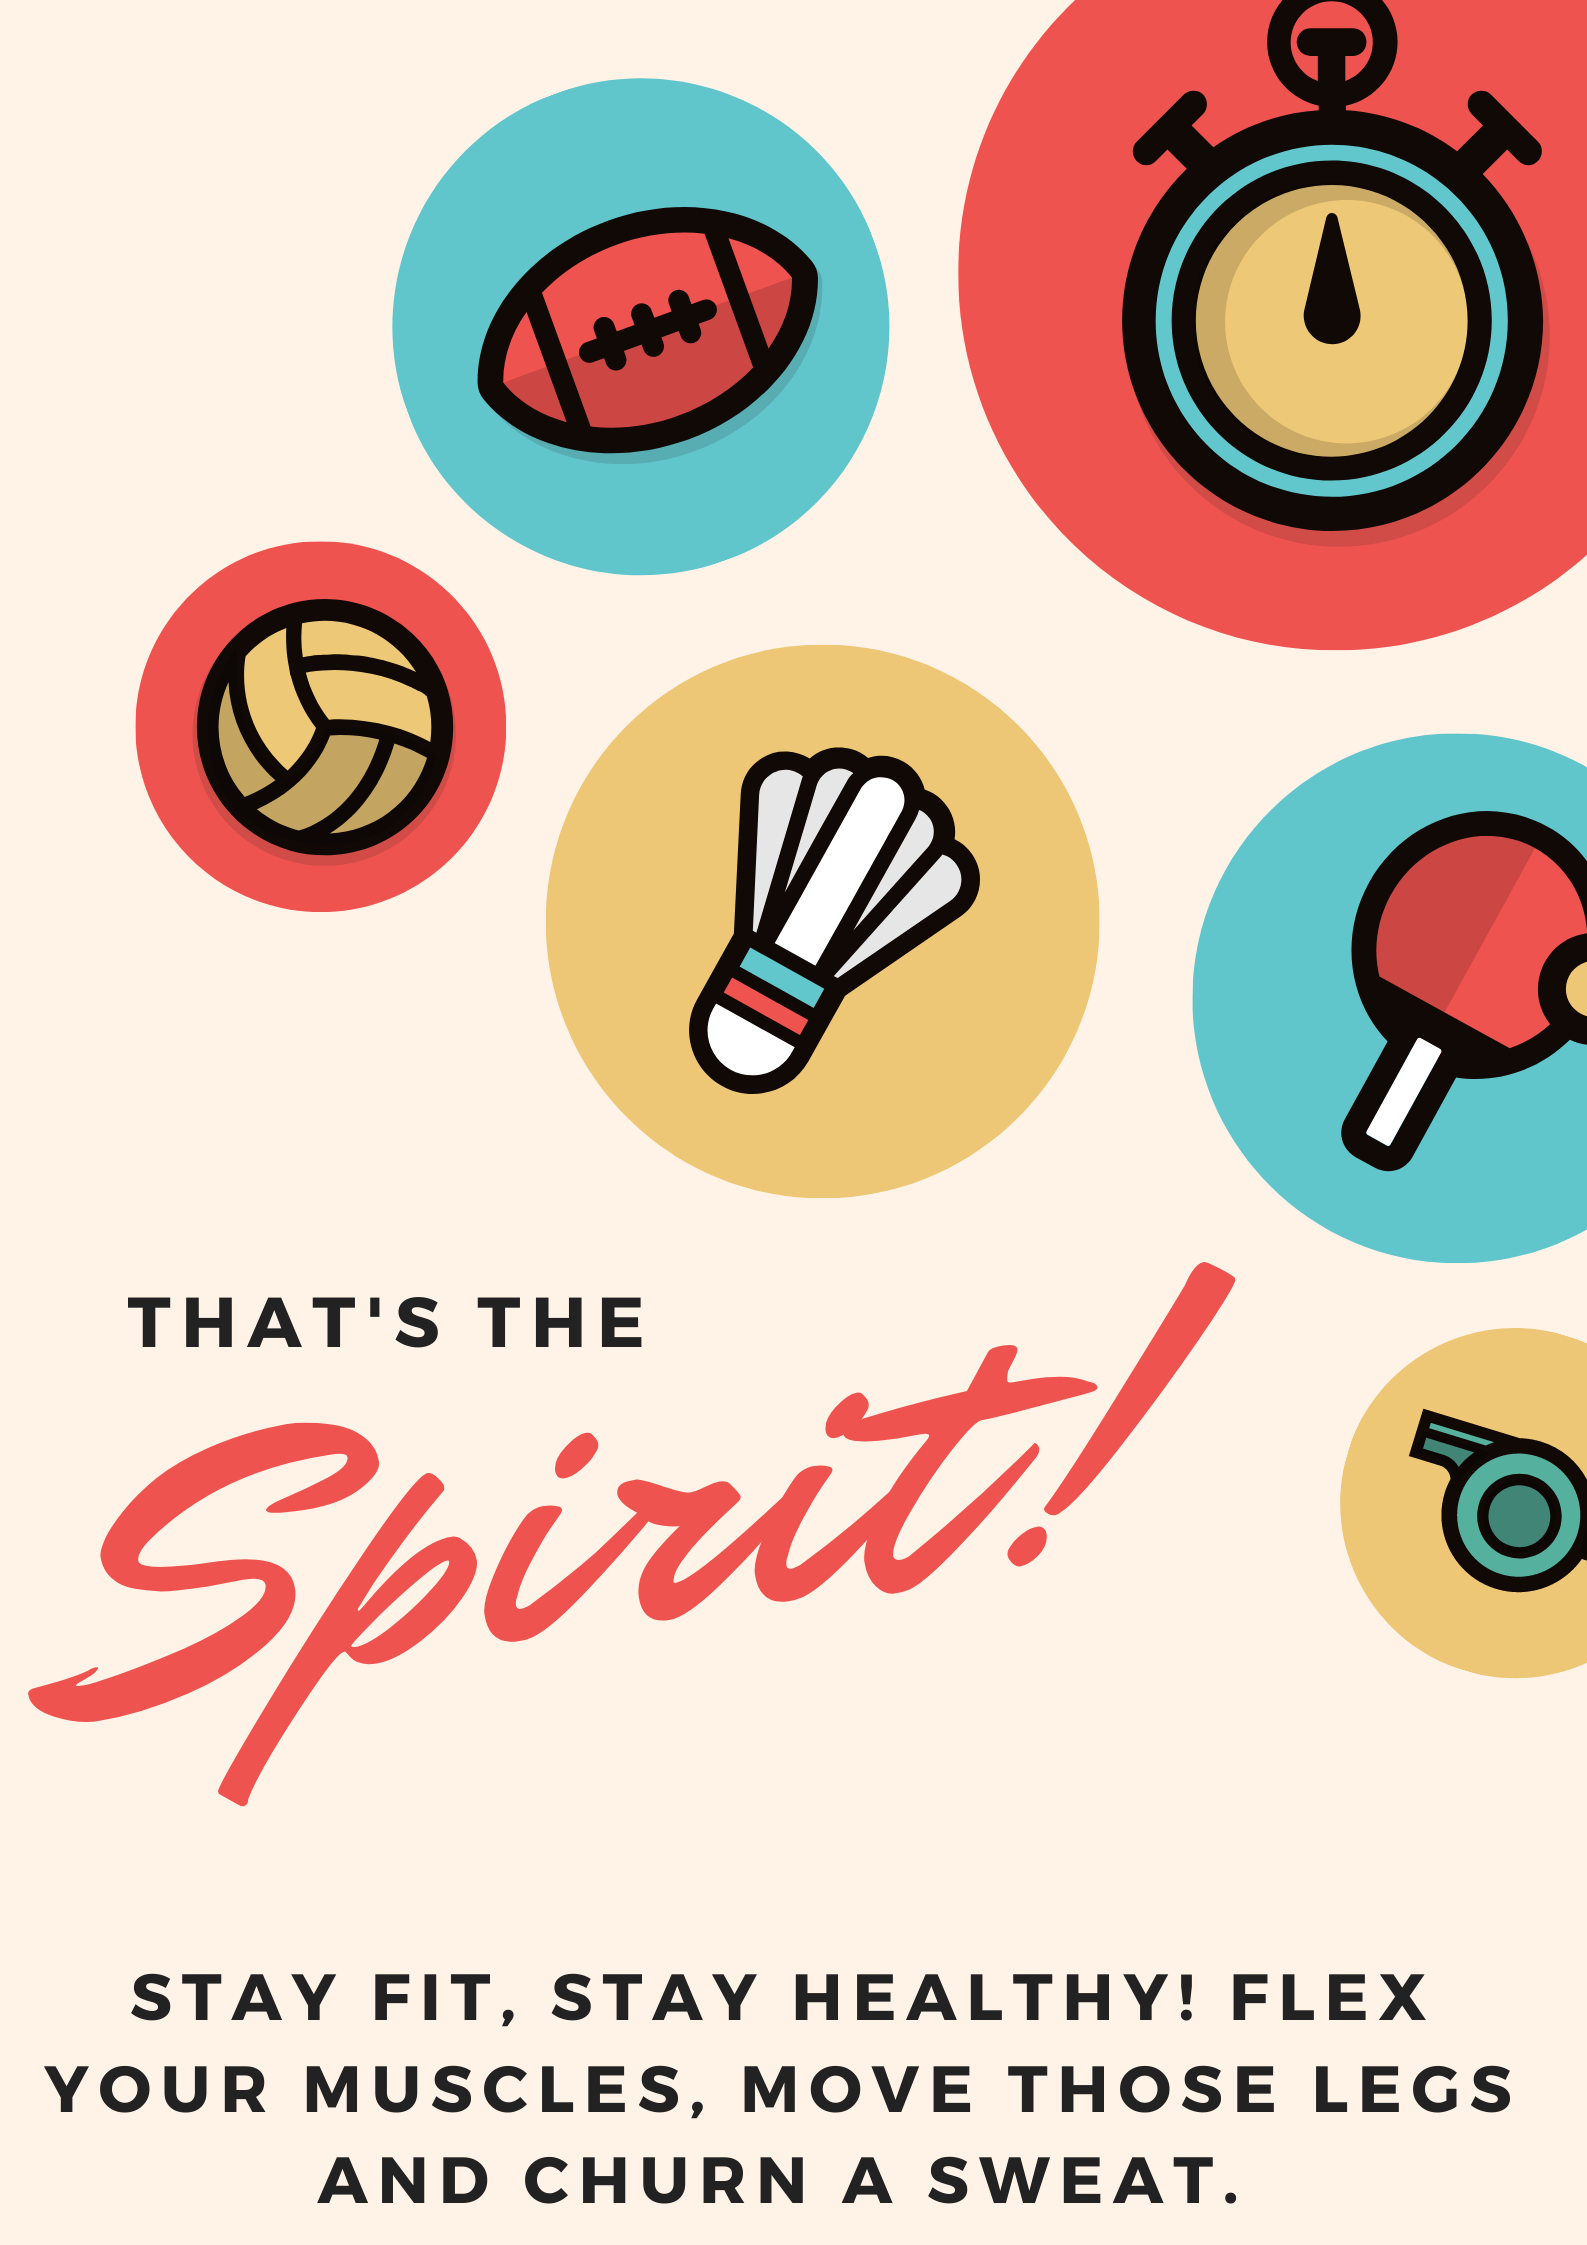 THAT'S THE
Spirit!
STAY FIT, STAY HEALTHY! FLEX
YOUR MUSCLES, MOVE THOSE LEGS
AND CHURN A SWEAT.